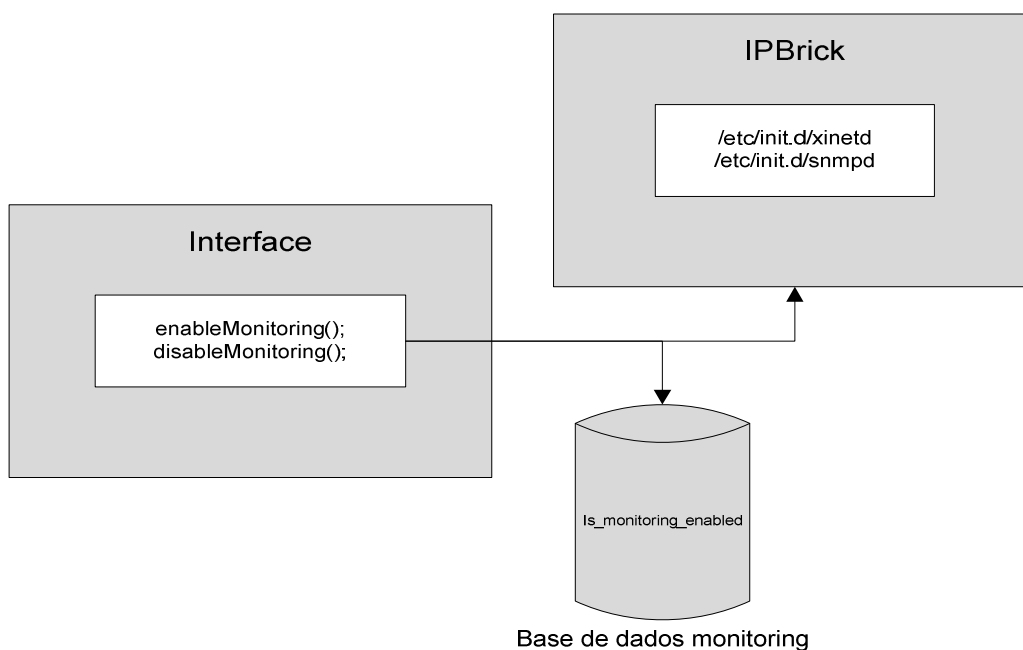 IPBrick
/etc/init.d/xinetd
/etc/init.d/snmpd
Interface
enableMonitoring();
disableMonitoring();
Is_monitoring_enabled
Base de dados monitoring